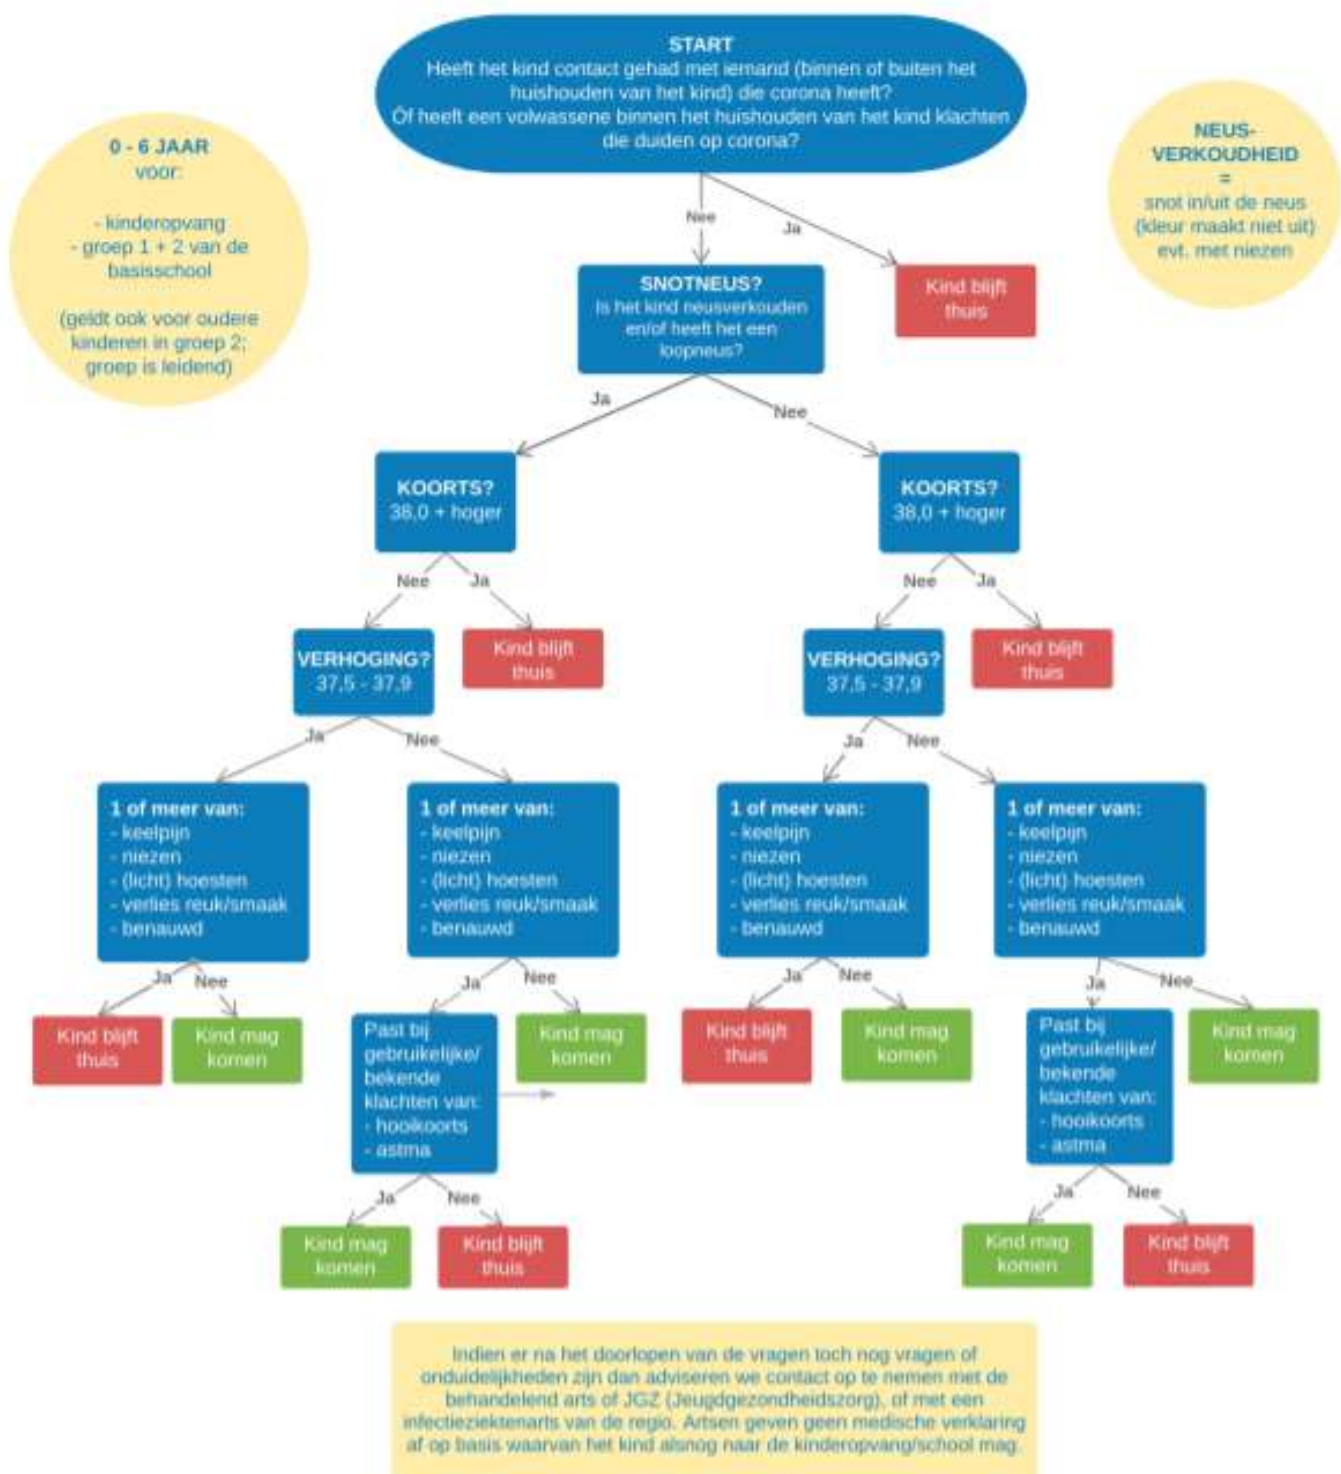 START
Heeft het kind contact gehad met iemand (binnen of buiten het
huishouden van het kind) die corona heeft?
Óf heeft een volwassene binnen het huishouden van het kind klachten
die duiden op corona?
0 - 6 JAAR
voor:
- kinderopvang
- groep 1 + 2 van de
basisschool
(geldt ook voor oudere
kinderen in groep 2;
groep is leidend)
NEUS-
VERKOUDHEID
=
snot in/uit de neus
(kleur maakt niet uit)
evt. met niezen
Nee
Ja
SNOTNEUS?
Is het kind neusverkouden
en/of heeft het een
loopneus?
Kind blijft
thuis
Ja
Nee
KOORTS?
38,0 + hoger
KOORTS?
38,0 + hoger
Nee
Ja
Nee
Ja
VERHOGING?
37,5 - 37,9
Kind blijft
thuis
VERHOGING?
37,5 - 37,9
Kind blijft
thuis
Ja
Nee
Ja
Nee
1 of meer van:
- keelpijn
- niezen
- (licht) hoesten
- verlies reuk/smaak
- benauwd
1 of meer van:
- keelpijn
- niezen
- (licht) hoesten
- verlies reuk/smaak
- benauwd
1 of meer van:
- keelpijn
- niezen
- (licht) hoesten
- verlies reuk/smaak
- benauwd
1 of meer van:
- keelpijn
- niezen
- (licht) hoesten
- verlies reuk/smaak
- benauwd
Ja
Nee
Ja
Nee
Ja
Nee
Ja
Nee
Kind blijft
thuis
Kind mag
komen
Past bij
gebruikelijke/
bekende
klachten van:
- hooikoorts
- astma
Kind mag
komen
Kind blijft
thuis
Kind mag
komen
Past bij
gebruikelijke/
bekende
klachten van:
- hooikoorts
- astma
Kind mag
komen
Ja
Nee
Ja
Nee
Kind mag
komen
Kind blijft
thuis
Kind mag
komen
Kind blijft
thuis
Indien er na het doorlopen van de vragen toch nog vragen of
onduidelijkheden zijn dan adviseren we contact op te nemen met de
behandelend arts of JGZ (Jeugdgezondheidszorg), of met een
infectieziektenarts van de regio. Artsen geven geen medische verklaring
af op basis waarvan het kind alsnog naar de kinderopvang/school mag.